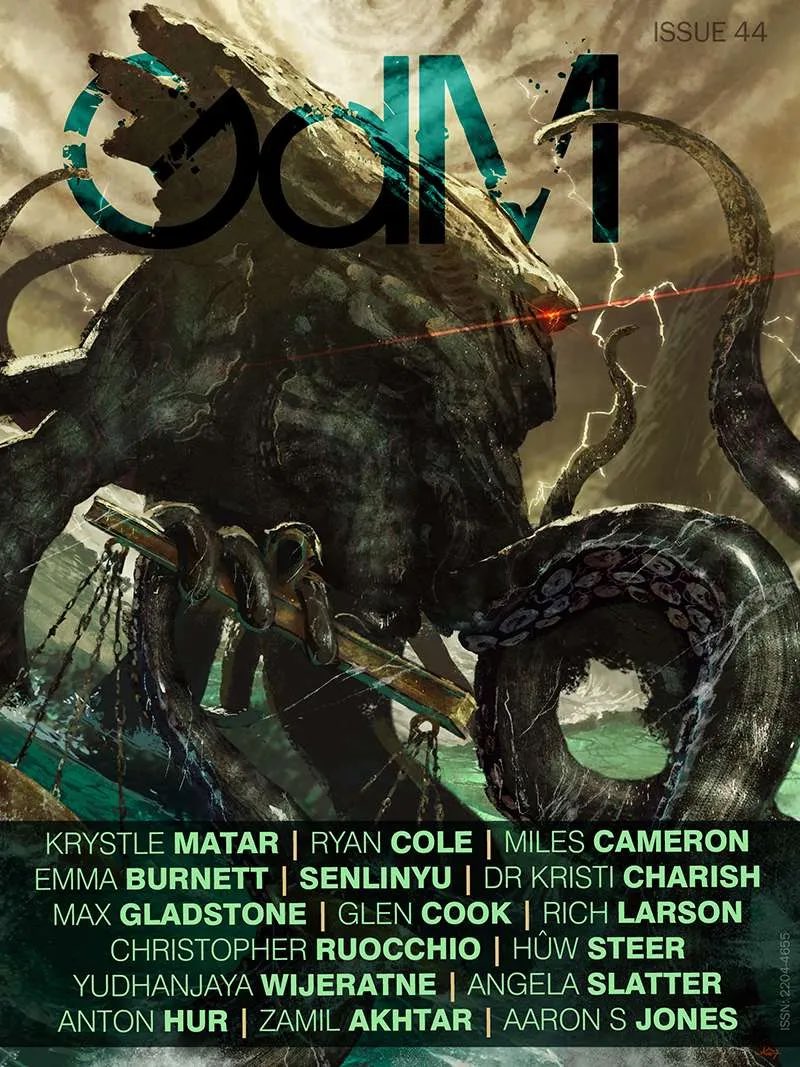 ISSUE 44
GdM
KRYSTLE MATAR | RYAN COLE | MILES CAMERON
EMMA BURNETT | SENLINYU | DR KRISTI CHARISH
MAX GLADSTONE | GLEN COOK | RICH LARSON
CHRISTOPHER RUOCCHIO | HÛW STEER
YUDHANJAYA WIJERATNE | ANGELA SLATTER
ANTON HUR | ZAMIL AKHTAR | AARON S JONES
ISSN: 2204-4655